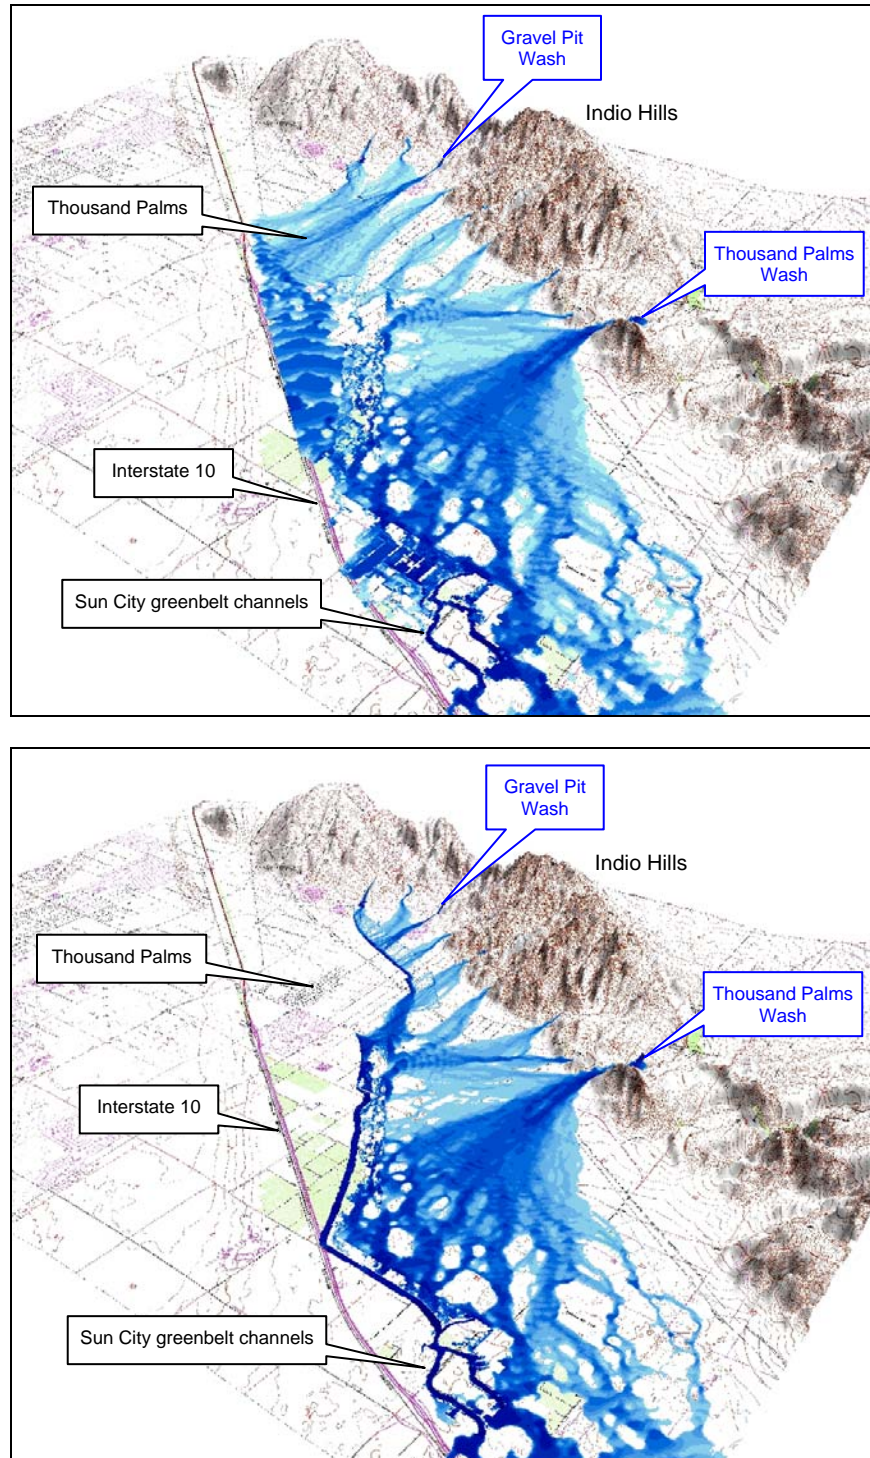 Gravel Pit
Wash
Indio Hills
Thousand Palms
Thousand Palms
Wash
Interstate 10
Sun City greenbelt channels
Gravel Pit
Wash
Indio Hills
Thousand Palms
Thousand Palms
Wash
Interstate 10
Sun City greenbelt channels